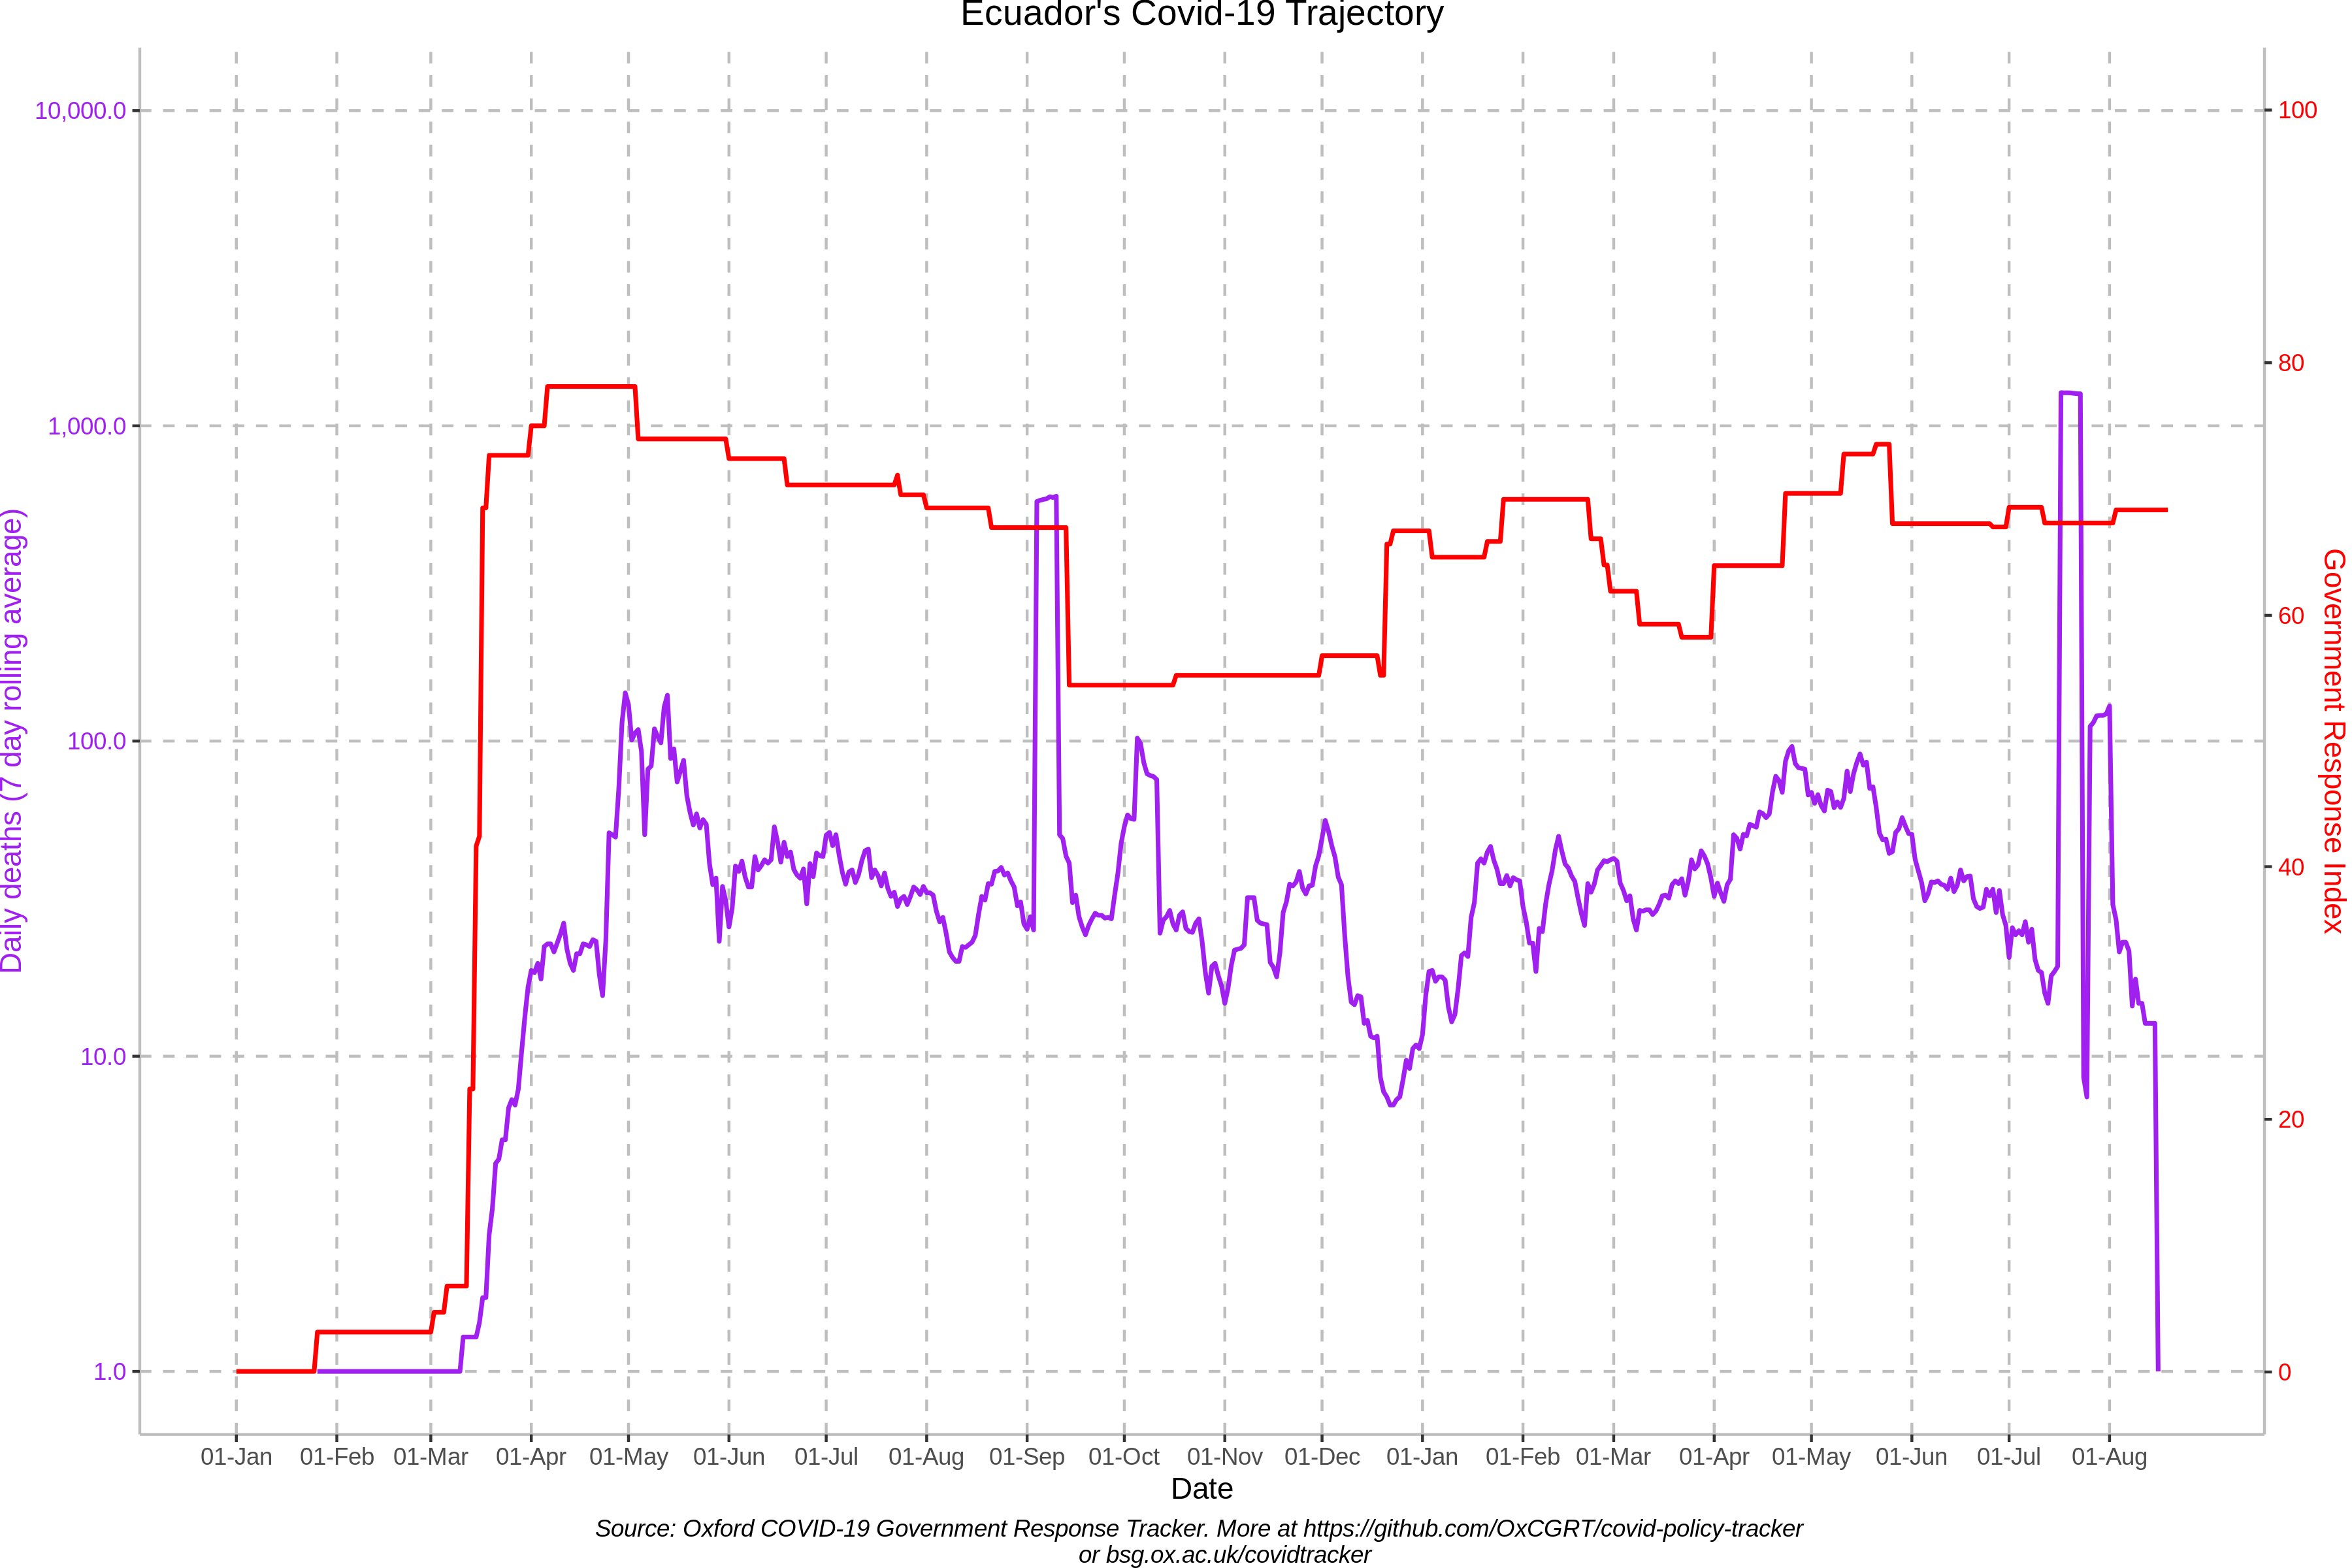 Ecuador's Covid-19 Trajectory
10,000.0
1,000.0
100.0
10.0
1.0
Daily deaths (7 day rolling average)
100
80
60
40
20
0
Government Response Index
01-Jan 01-Feb 01-Mar 01-Apr 01-May 01-Jun 01-Jul 01-Aug 01-Sep 01-Oct 01-Nov 01-Dec 01-Jan 01-Feb 01-Mar 01-Apr 01-May 01-Jun 01-Jul 01-Aug
Date
Source: Oxford COVID-19 Government Response Tracker. More at https://github.com/OxCGRT/covid-policy-tracker
or bsg.ox.ac.uk/covidtracker